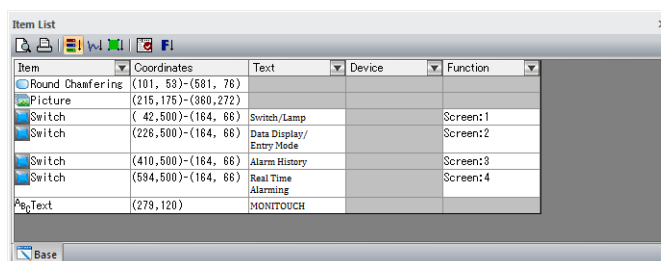 Item List
Item Coordinates Text Device Function
Round Chamfering (101, 53)-(581, 76)
Picture (215,175)-(360,272)
Switch ( 42,500)-(164, 66) Switch/Lamp Screen:1
Switch (226,500)-(164, 66) Data Display/ Screen:2
Entry Mode
Switch (410,500)-(164, 66) Alarm History Screen:3
Switch (594,500)-(164, 66) Real Time Screen:4
Alarming
ABC Text (279,120) MONITOUCH
Base